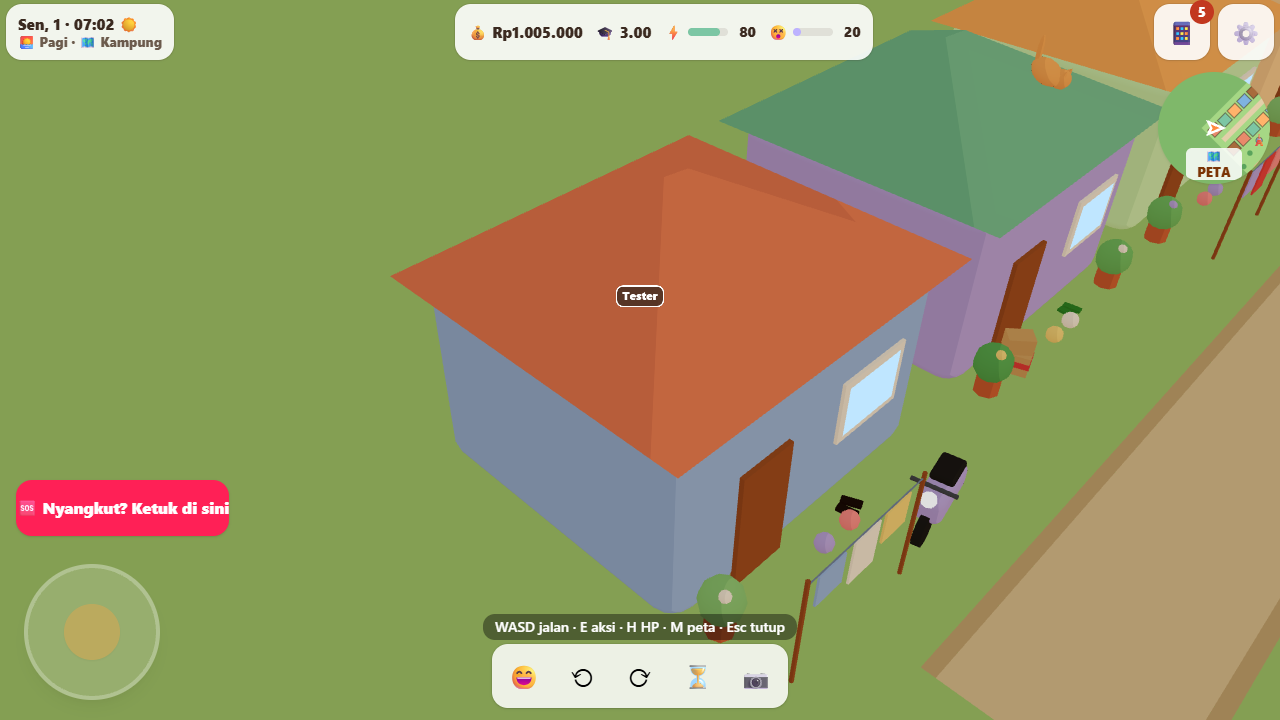 Sen, 1 · 07:02
Pagi · Kampung
Rp1.005.000 3.00 80 20
5
PETA
Tester
SOS Nyangkut? Ketuk di sini
WASD jalan · E aksi · H HP · M peta · Esc tutup